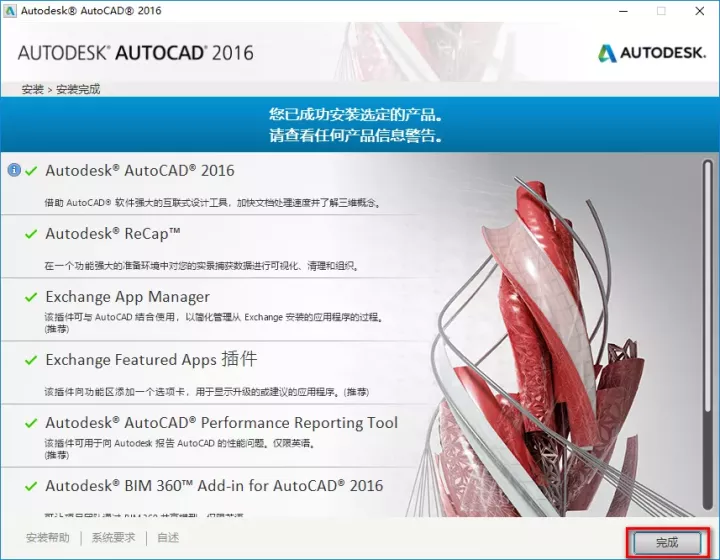 Autodesk® AutoCAD® 2016
AUTODESK® AUTOCAD® 2016
AUTODESK.
安装 > 安装完成
您已成功安装选定的产品。
请查看任何产品信息警告。
Autodesk® AutoCAD® 2016
借助 AutoCAD® 软件强大的互联式设计工具，加快文档处理速度并了解三维概念。
Autodesk® ReCap™
在一个功能强大的准备环境中对您的实景捕获数据进行可视化、清理和组织。
Exchange App Manager
该插件可与 AutoCAD 结合使用，以简化管理从 Exchange 安装的应用程序的过程。
(推荐)
Exchange Featured Apps 插件
该插件向功能区添加一个选项卡，用于显示升级的或建议的应用程序。(推荐)
Autodesk® AutoCAD® Performance Reporting Tool
该插件可用于向 Autodesk 报告 AutoCAD 的性能问题。仅限英语。
(推荐)
Autodesk® BIM 360™ Add-in for AutoCAD® 2016
安装帮助 | 系统要求 | 自述
完成